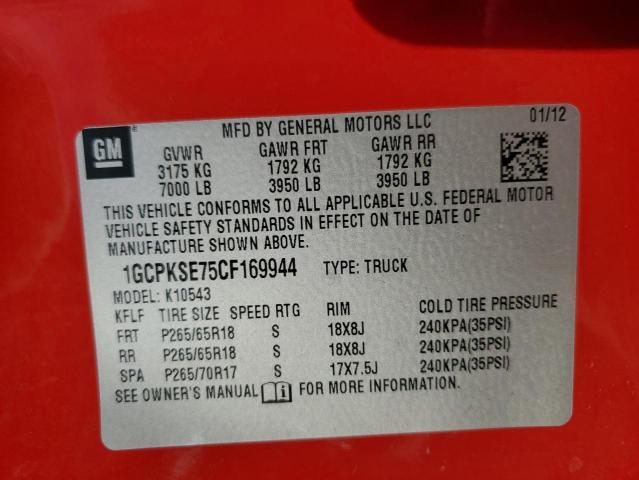 MFD BY GENERAL MOTORS LLC 01/12
GM ®
GVWR GAWR FRT GAWR RR
3175 KG 1792 KG 1792 KG
7000 LB 3950 LB 3950 LB
THIS VEHICLE CONFORMS TO ALL APPLICABLE U.S. FEDERAL MOTOR
VEHICLE SAFETY STANDARDS IN EFFECT ON THE DATE OF
MANUFACTURE SHOWN ABOVE.
1GCPKSE75CF169944 TYPE: TRUCK
MODEL: K10543
KFLF TIRE SIZE SPEED RTG RIM COLD TIRE PRESSURE
FRT P265/65R18 S 18X8J 240KPA(35PSI)
RR P265/65R18 S 18X8J 240KPA(35PSI)
SPA P265/70R17 S 17X7.5J 240KPA(35PSI)
SEE OWNER'S MANUAL FOR MORE INFORMATION.